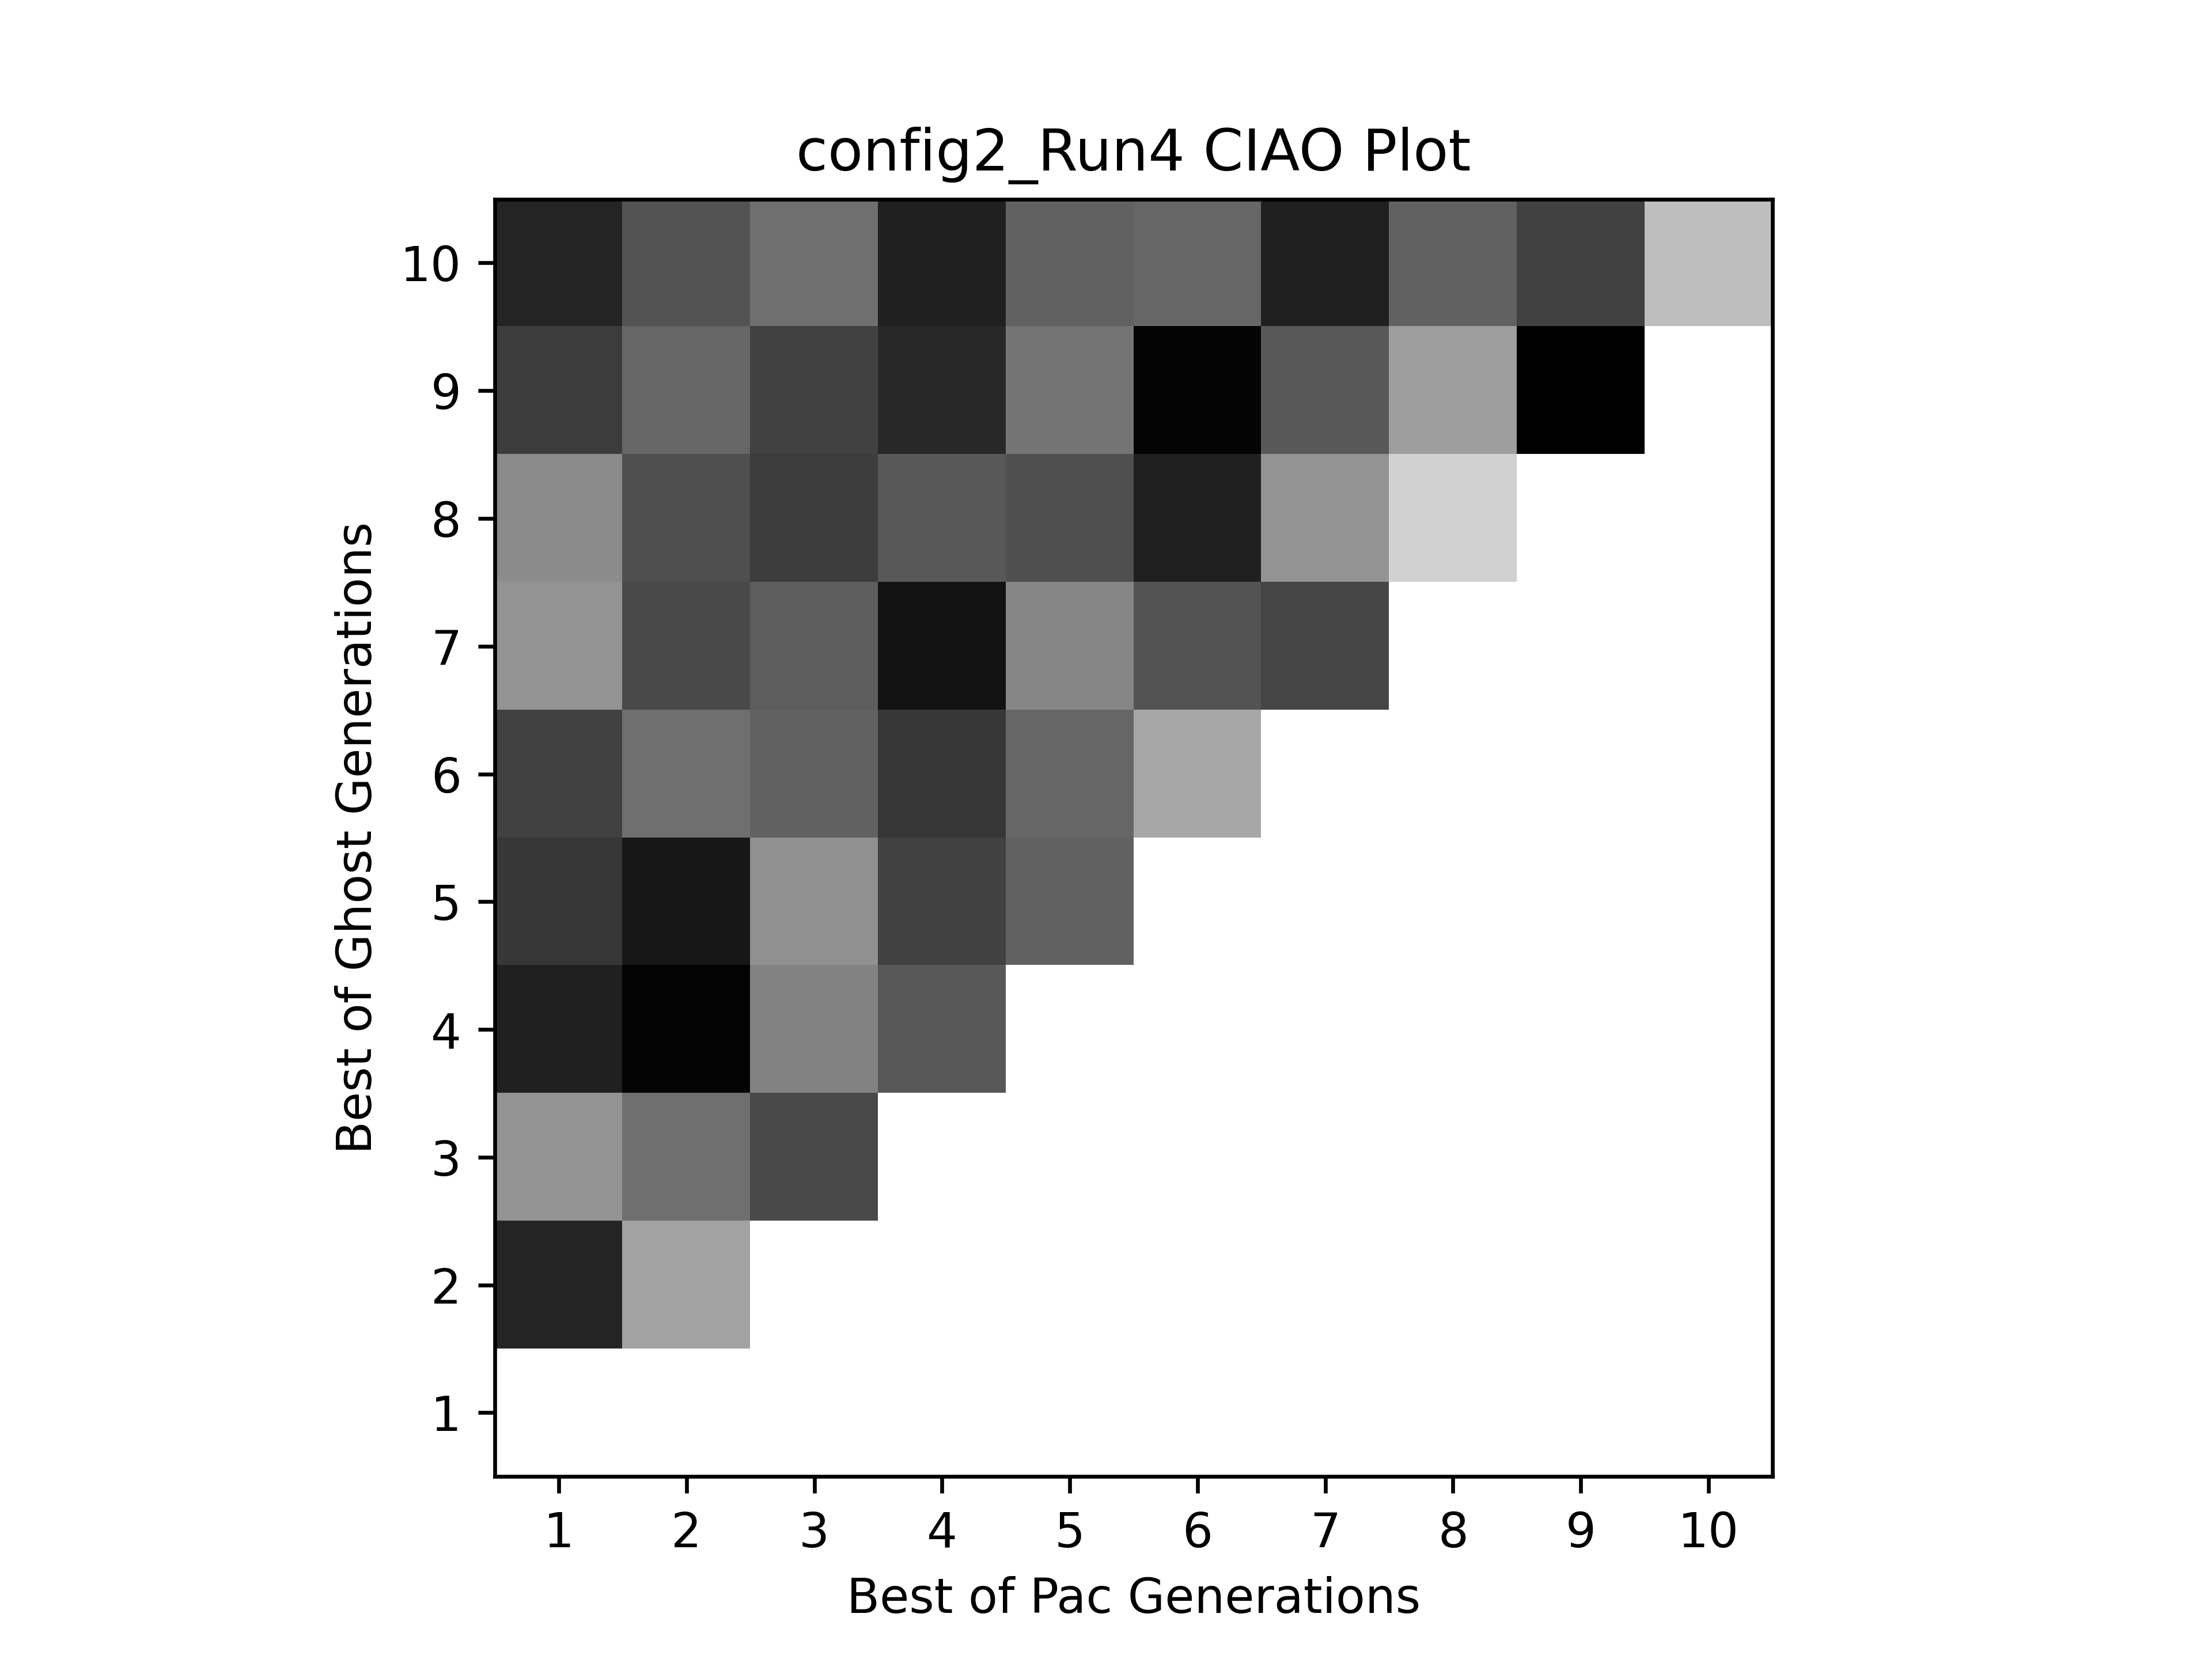 config2_Run4 CIAO Plot
Best of Ghost Generations
10
9
8
7
6
5
4
3
2
1
1 2 3 4 5 6 7 8 9 10
Best of Pac Generations